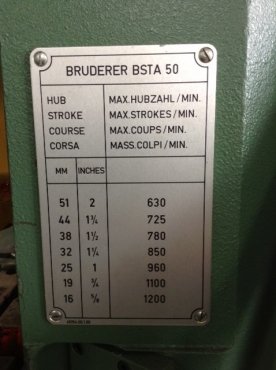 BRUDERER BSTA 50
HUB MAX.HUBZAHL/MIN.
STROKE MAX.STROKES/MIN.
COURSE MAX.COUPS/MIN.
CORSA MASS.COLPI/MIN.
MM INCHES
51 2 630
44 1¾ 725
38 1½ 780
32 1¼ 850
25 1 960
19 ¾ 1100
16 ⅝ 1200